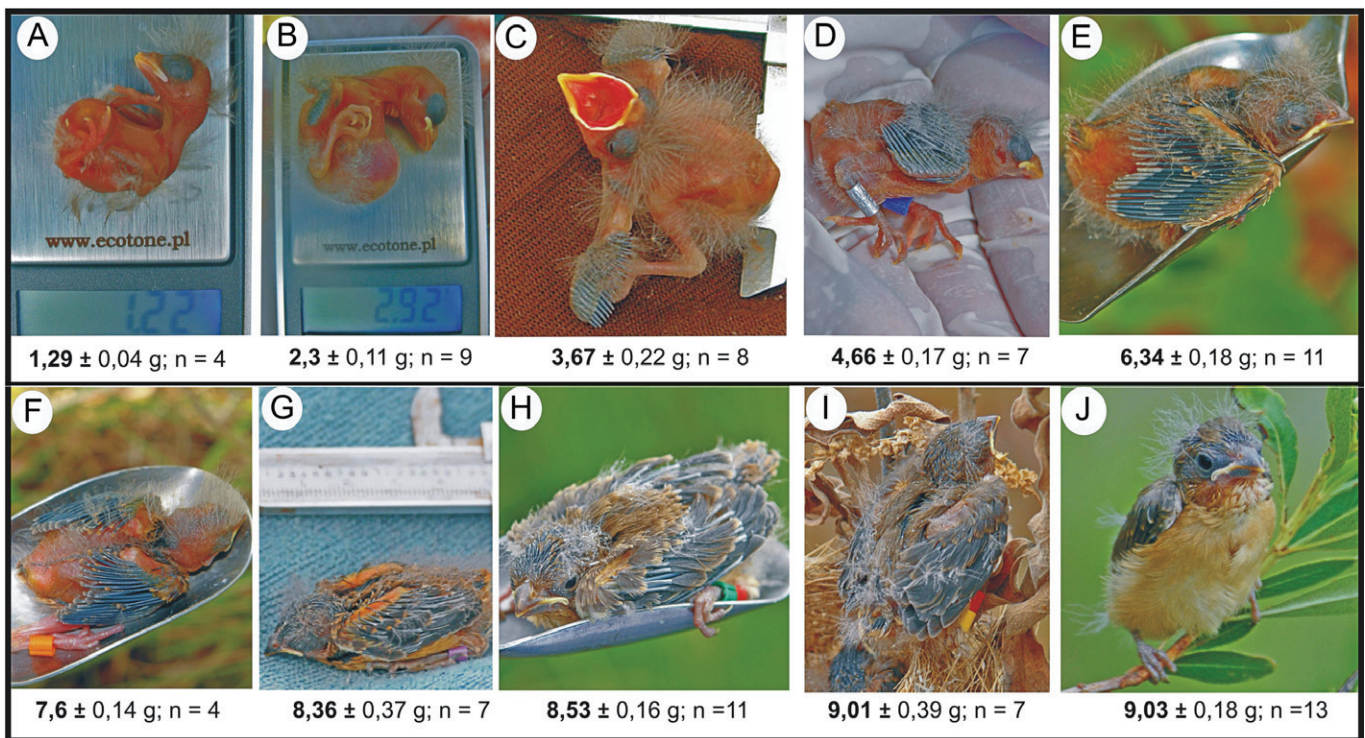 A
B
C
D
E
www.ecotone.pl
www.ecotone.pl
1.22
2.92
1,29 ± 0,04 g; n = 4
2,3 ± 0,11 g; n = 9
3,67 ± 0,22 g; n = 8
4,66 ± 0,17 g; n = 7
6,34 ± 0,18 g; n = 11
F
G
H
I
J
7,6 ± 0,14 g; n = 4
8,36 ± 0,37 g; n = 7
8,53 ± 0,16 g; n =11
9,01 ± 0,39 g; n = 7
9,03 ± 0,18 g; n =13